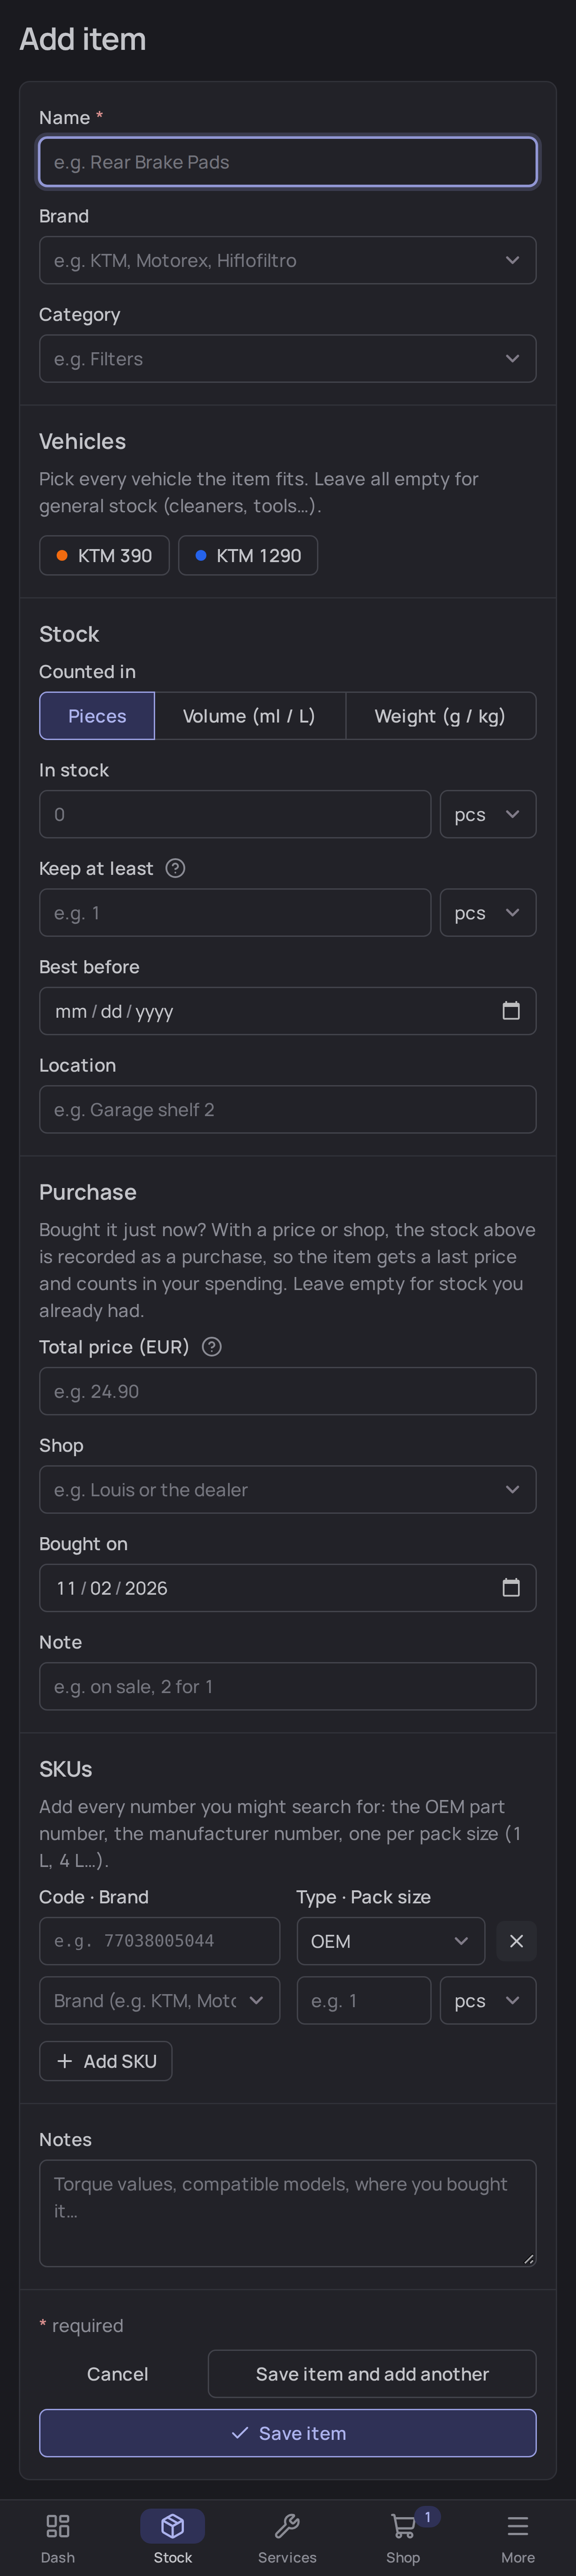 Add item
Name *
e.g. Rear Brake Pads
Brand
e.g. KTM, Motorex, Hiflofiltro
Category
e.g. Filters
Vehicles
Pick every vehicle the item fits. Leave all empty for
general stock (cleaners, tools…).
KTM 390
KTM 1290
Stock
Counted in
Pieces
Volume (ml / L)
Weight (g / kg)
In stock
0
pcs
Keep at least
e.g. 1
pcs
Best before
mm/dd/yyyy
Location
e.g. Garage shelf 2
Purchase
Bought it just now? With a price or shop, the stock above
is recorded as a purchase, so the item gets a last price
and counts in your spending. Leave empty for stock you
already had.
Total price (EUR)
e.g. 24.90
Shop
e.g. Louis or the dealer
Bought on
11/02/2026
Note
e.g. on sale, 2 for 1
SKUs
Add every number you might search for: the OEM part
number, the manufacturer number, one per pack size (1
L, 4 L…).
Code · Brand
Type · Pack size
e.g. 77038005044
OEM
Brand (e.g. KTM, Motc
e.g. 1
pcs
Add SKU
Notes
Torque values, compatible models, where you bought
it…
* required
Cancel
Save item and add another
Save item
1
Dash
Stock
Services
Shop
More